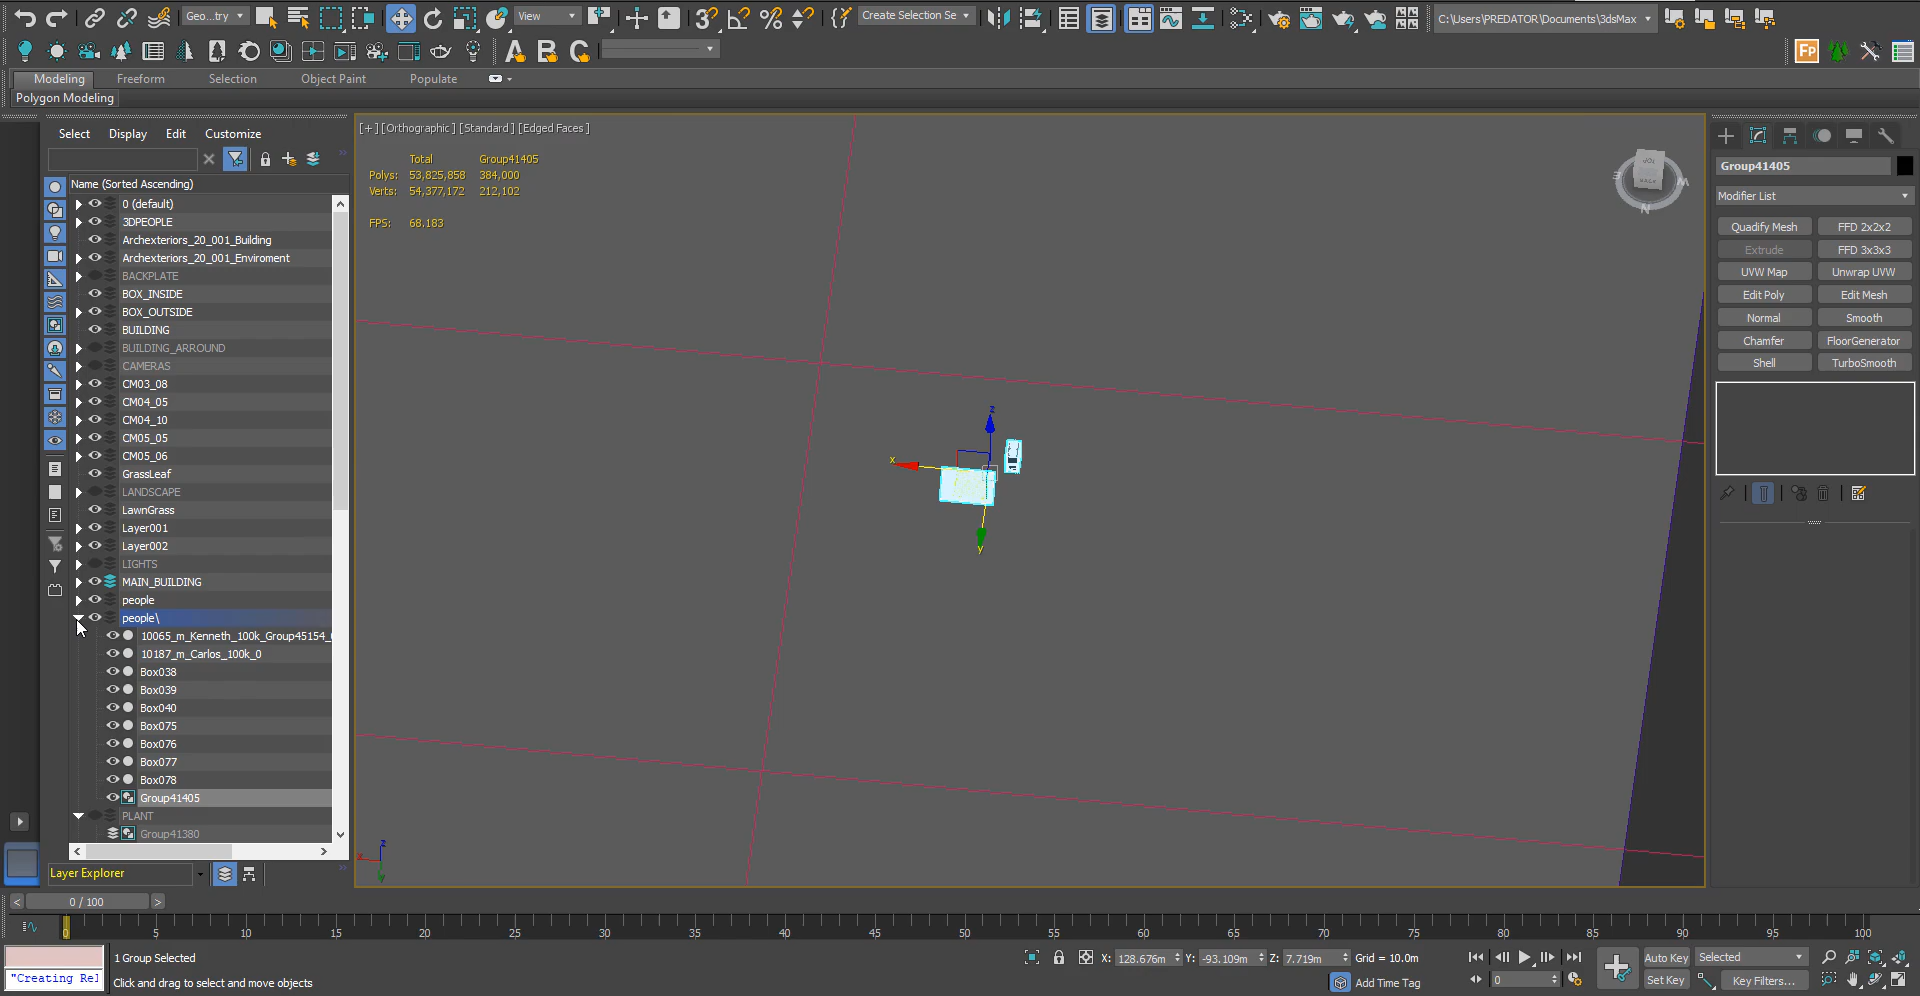 Geo...try
View
Create Selection Se
C:\Users\PREDATOR\Documents\3dsMax
A B C
Fp
Modeling Freeform Selection Object Paint Populate
Polygon Modeling
Select Display Edit Customize
Name (Sorted Ascending)
0 (default)
3DPEOPLE
Archexteriors_20_001_Building
Archexteriors_20_001_Enviroment
BACKPLATE
BOX_INSIDE
BOX_OUTSIDE
BUILDING
BUILDING_ARROUND
CAMERAS
CM03_08
CM04_05
CM04_10
CM05_05
CM05_06
GrassLeaf
LANDSCAPE
LawnGrass
Layer001
Layer002
LIGHTS
MAIN_BUILDING
people
people\
10065_m_Kenneth_100k_Group45154_
10187_m_Carlos_100k_0
Box038
Box039
Box040
Box075
Box076
Box077
Box078
Group41405
PLANT
Group41380
Layer Explorer
[+] [Orthographic] [Standard] [Edged Faces]
Total Group41405
Polys: 53,825,858 384,000
Verts: 54,377,172 212,102
FPS: 68.183
z
x
y
TOP
BACK
E
W
N
z
x
Group41405
Modifier List
Quadify Mesh FFD 2x2x2
Extrude FFD 3x3x3
UVW Map Unwrap UVW
Edit Poly Edit Mesh
Normal Smooth
Chamfer FloorGenerator
Shell TurboSmooth
< 0 / 100 >
0 5 10 15 20 25 30 35 40 45 50 55 60 65 70 75 80 85 90 95 100
1 Group Selected
"Creating Rel
Click and drag to select and move objects
X: 128.676m Y: -93.109m Z: 7.719m Grid = 10.0m
Add Time Tag
0
Auto Key Selected
Set Key Key Filters...